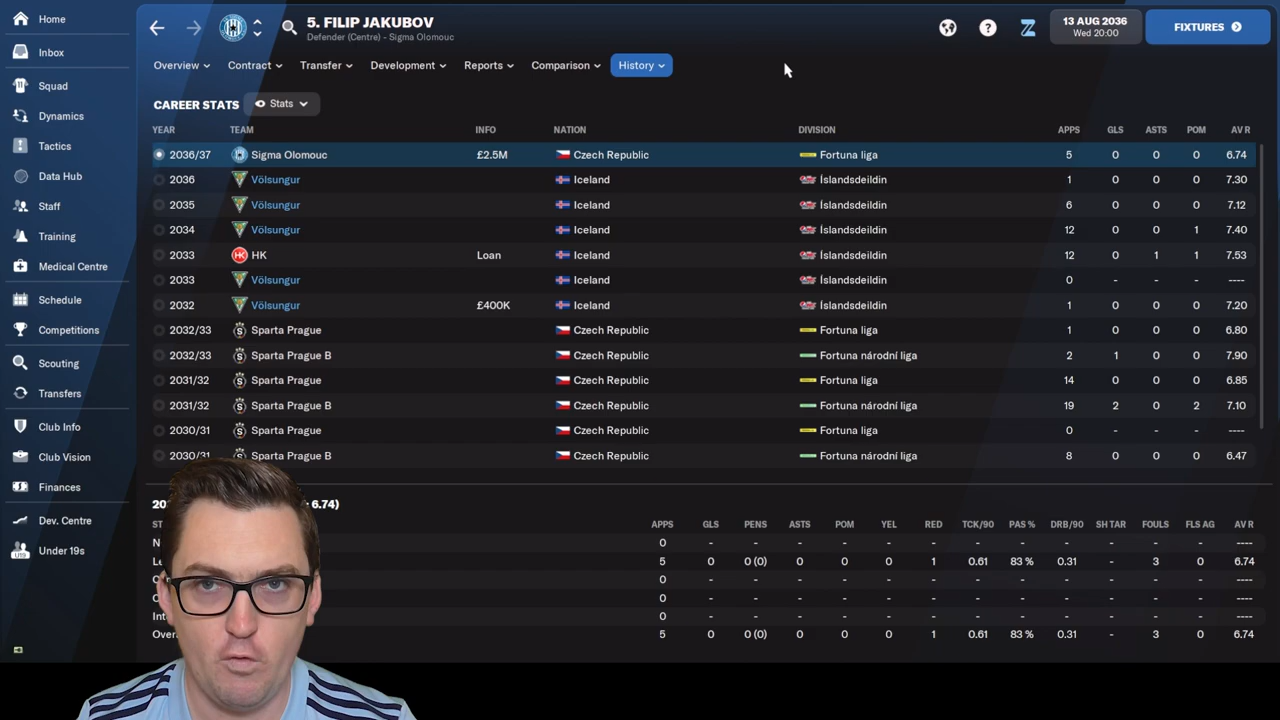 Home
Inbox
Squad
Dynamics
Tactics
Data Hub
Staff
Training
Medical Centre
Schedule
Competitions
Scouting
Transfers
Club Info
Club Vision
Finances
Dev. Centre
Under 19s
5. FILIP JAKUBOV
Defender (Centre) - Sigma Olomouc
13 AUG 2036
Wed 20:00
FIXTURES
Overview Contract Transfer Development Reports Comparison History
CAREER STATS Stats
YEAR TEAM INFO NATION DIVISION APPS GLS ASTS POM AV R
2036/37 Sigma Olomouc £2.5M Czech Republic Fortuna liga 5 0 0 0 6.74
2036 Völsungur Iceland Íslandsdeildin 1 0 0 0 7.30
2035 Völsungur Iceland Íslandsdeildin 6 0 0 0 7.12
2034 Völsungur Iceland Íslandsdeildin 12 0 0 1 7.40
2033 HK Loan Iceland Íslandsdeildin 12 0 1 1 7.53
2033 Völsungur Iceland Íslandsdeildin 0 - - - ----
2032 Völsungur £400K Iceland Íslandsdeildin 1 0 0 0 7.20
2032/33 Sparta Prague Czech Republic Fortuna liga 1 0 0 0 6.80
2032/33 Sparta Prague B Czech Republic Fortuna národní liga 2 1 0 0 7.90
2031/32 Sparta Prague Czech Republic Fortuna liga 14 0 0 0 6.85
2031/32 Sparta Prague B Czech Republic Fortuna národní liga 19 2 0 2 7.10
2030/31 Sparta Prague Czech Republic Fortuna liga 0 - - - ----
2030/31 Sparta Prague B Czech Republic Fortuna národní liga 8 0 0 0 6.47
6.74)
APPS GLS PENS ASTS POM YEL RED TCK/90 PAS % DRB/90 SH TAR FOULS FLS AG AV R
0 - - - - - - - - - - - - ----
5 0 0 (0) 0 0 0 1 0.61 83 % 0.31 - 3 0 6.74
0 - - - - - - - - - - - - ----
0 - - - - - - - - - - - - ----
0 - - - - - - - - - - - - ----
5 0 0 (0) 0 0 0 1 0.61 83 % 0.31 - 3 0 6.74